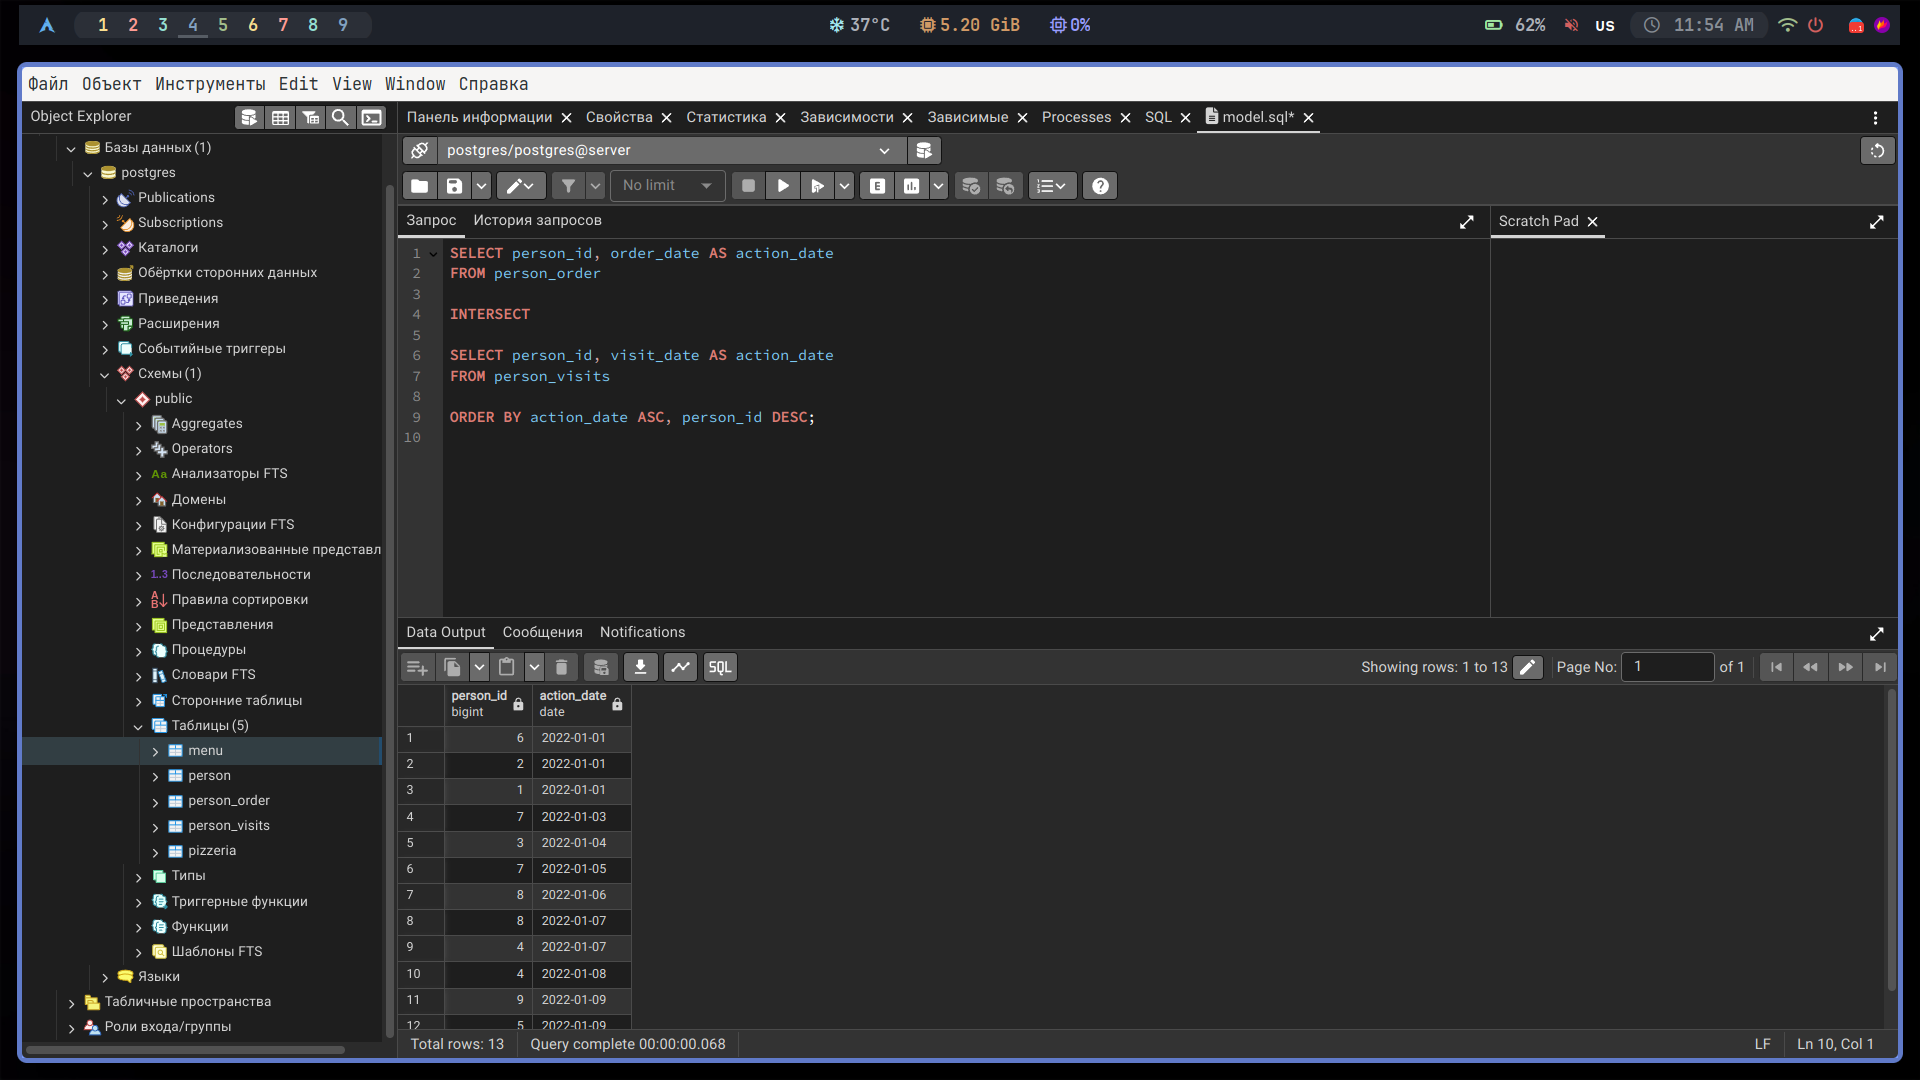 1 2 3 4 5 6 7 8 9
37°C 5.20 GiB 0%
62% US 11:54 AM
Файл Объект Инструменты Edit View Window Справка
Object Explorer
Панель информации Свойства Статистика Зависимости Зависимые Processes SQL model.sql*
postgres/postgres@server
No limit
E
Запрос История запросов
Scratch Pad
Базы данных (1)
postgres
Publications
Subscriptions
Каталоги
Обёртки сторонних данных
Приведения
Расширения
Событийные триггеры
Схемы (1)
public
Aggregates
Operators
Aa Анализаторы FTS
Домены
Конфигурации FTS
Материализованные представл
1..3 Последовательности
Правила сортировки
Представления
Процедуры
Словари FTS
Сторонние таблицы
Таблицы (5)
menu
person
person_order
person_visits
pizzeria
Типы
Триггерные функции
Функции
Шаблоны FTS
Языки
Табличные пространства
Роли входа/группы
1 SELECT person_id, order_date AS action_date
2 FROM person_order
3
4 INTERSECT
5
6 SELECT person_id, visit_date AS action_date
7 FROM person_visits
8
9 ORDER BY action_date ASC, person_id DESC;
10
Data Output Сообщения Notifications
SQL
Showing rows: 1 to 13 Page No: 1 of 1
person_id action_date
bigint date
1 6 2022-01-01
2 2 2022-01-01
3 1 2022-01-01
4 7 2022-01-03
5 3 2022-01-04
6 7 2022-01-05
7 8 2022-01-06
8 8 2022-01-07
9 4 2022-01-07
10 4 2022-01-08
11 9 2022-01-09
12 5 2022-01-09
Total rows: 13 Query complete 00:00:00.068
LF Ln 10, Col 1